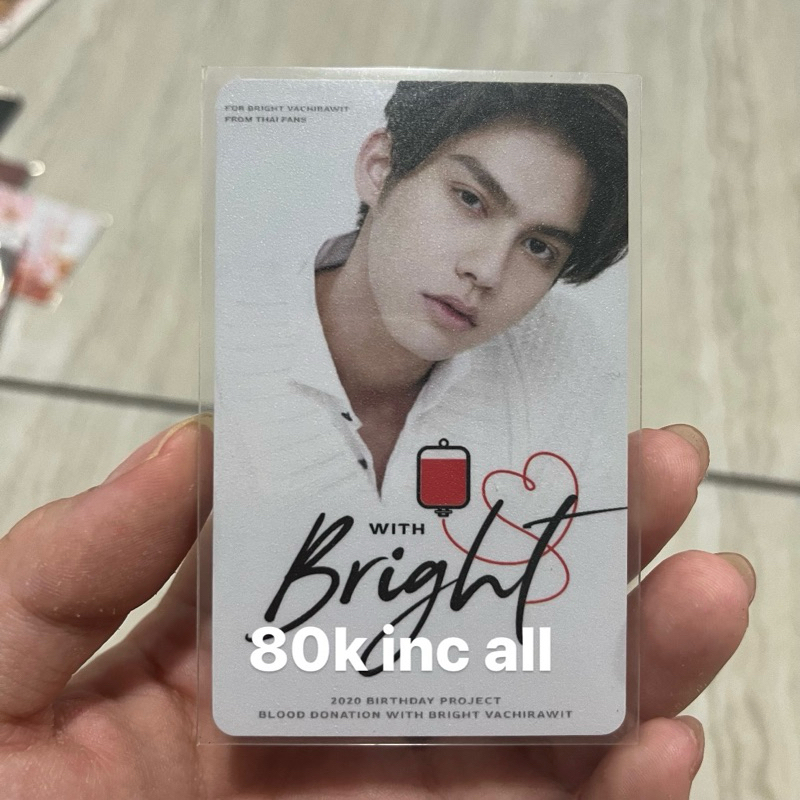 FOR BRIGHT VACHIRAWIT
FROM THAI FANS
WITH
Bright
80k inc all
2020 BIRTHDAY PROJECT
BLOOD DONATION WITH BRIGHT VACHIRAWIT